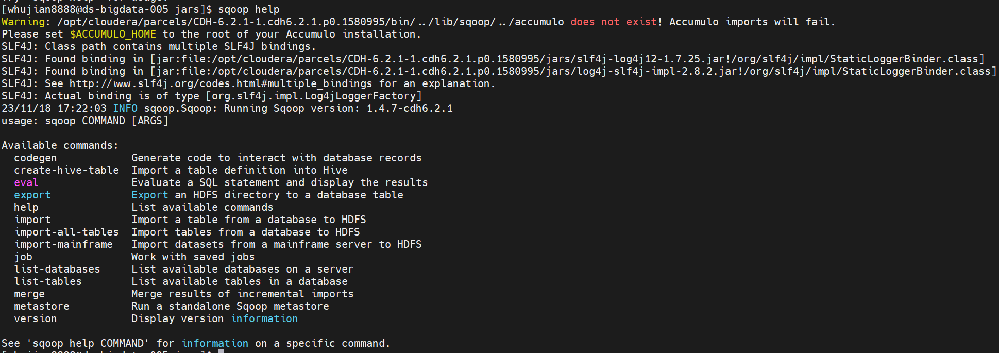 [whujian8888@ds-bigdata-005 jars]$ sqoop help
Warning: /opt/cloudera/parcels/CDH-6.2.1-1.cdh6.2.1.p0.1580995/bin/../lib/sqoop/../accumulo does not exist! Accumulo imports will fail.
Please set $ACCUMULO_HOME to the root of your Accumulo installation.
SLF4J: Class path contains multiple SLF4J bindings.
SLF4J: Found binding in [jar:file:/opt/cloudera/parcels/CDH-6.2.1-1.cdh6.2.1.p0.1580995/jars/slf4j-log4j12-1.7.25.jar!/org/slf4j/impl/StaticLoggerBinder.class]
SLF4J: Found binding in [jar:file:/opt/cloudera/parcels/CDH-6.2.1-1.cdh6.2.1.p0.1580995/jars/log4j-slf4j-impl-2.8.2.jar!/org/slf4j/impl/StaticLoggerBinder.class]
SLF4J: See http://www.slf4j.org/codes.html#multiple_bindings for an explanation.
SLF4J: Actual binding is of type [org.slf4j.impl.Log4jLoggerFactory]
23/11/18 17:22:03 INFO sqoop.Sqoop: Running Sqoop version: 1.4.7-cdh6.2.1
usage: sqoop COMMAND [ARGS]
Available commands:
codegen            Generate code to interact with database records
create-hive-table  Import a table definition into Hive
eval               Evaluate a SQL statement and display the results
export             Export an HDFS directory to a database table
help               List available commands
import             Import a table from a database to HDFS
import-all-tables  Import tables from a database to HDFS
import-mainframe   Import datasets from a mainframe server to HDFS
job                Work with saved jobs
list-databases     List available databases on a server
list-tables        List available tables in a database
merge              Merge results of incremental imports
metastore          Run a standalone Sqoop metastore
version            Display version information
See 'sqoop help COMMAND' for information on a specific command.